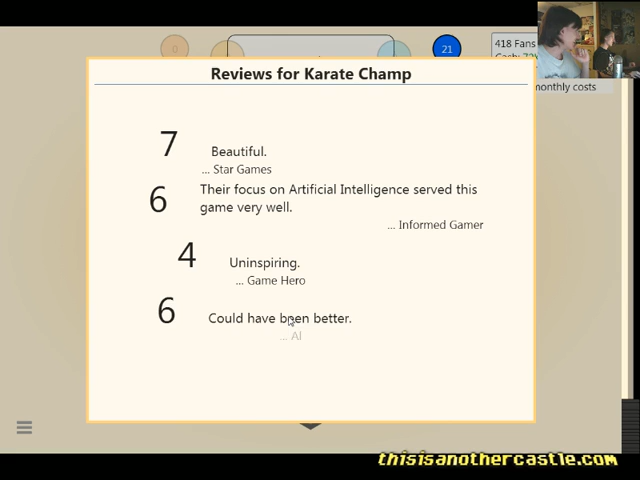 0
21
418 Fans
monthly costs
Reviews for Karate Champ
7 Beautiful.
... Star Games
6 Their focus on Artificial Intelligence served this
game very well.
... Informed Gamer
4 Uninspiring.
... Game Hero
6 Could have been better.
... Al
thisisanothercastle.com